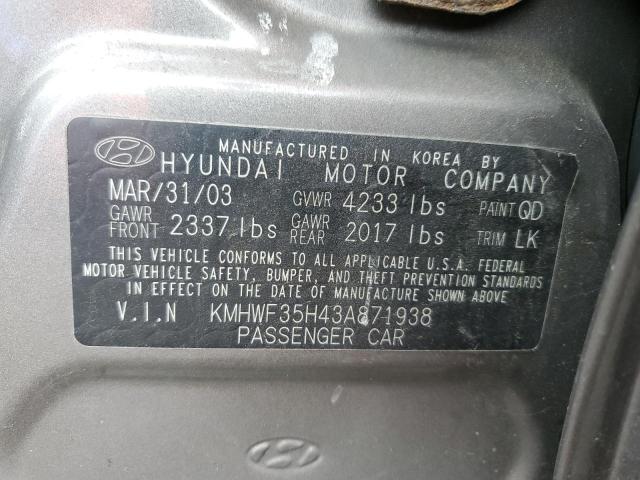 MANUFACTURED IN KOREA BY
HYUNDAI MOTOR COMPANY
MAR/31/03 GVWR 4233 lbs PAINT QD
GAWR FRONT 2337 lbs GAWR REAR 2017 lbs TRIM LK
THIS VEHICLE CONFORMS TO ALL APPLICABLE U.S.A. FEDERAL
MOTOR VEHICLE SAFETY, BUMPER, AND THEFT PREVENTION STANDARDS
IN EFFECT ON THE DATE OF MANUFACTURE SHOWN ABOVE
V.I.N KMHWF35H43A871938
PASSENGER CAR